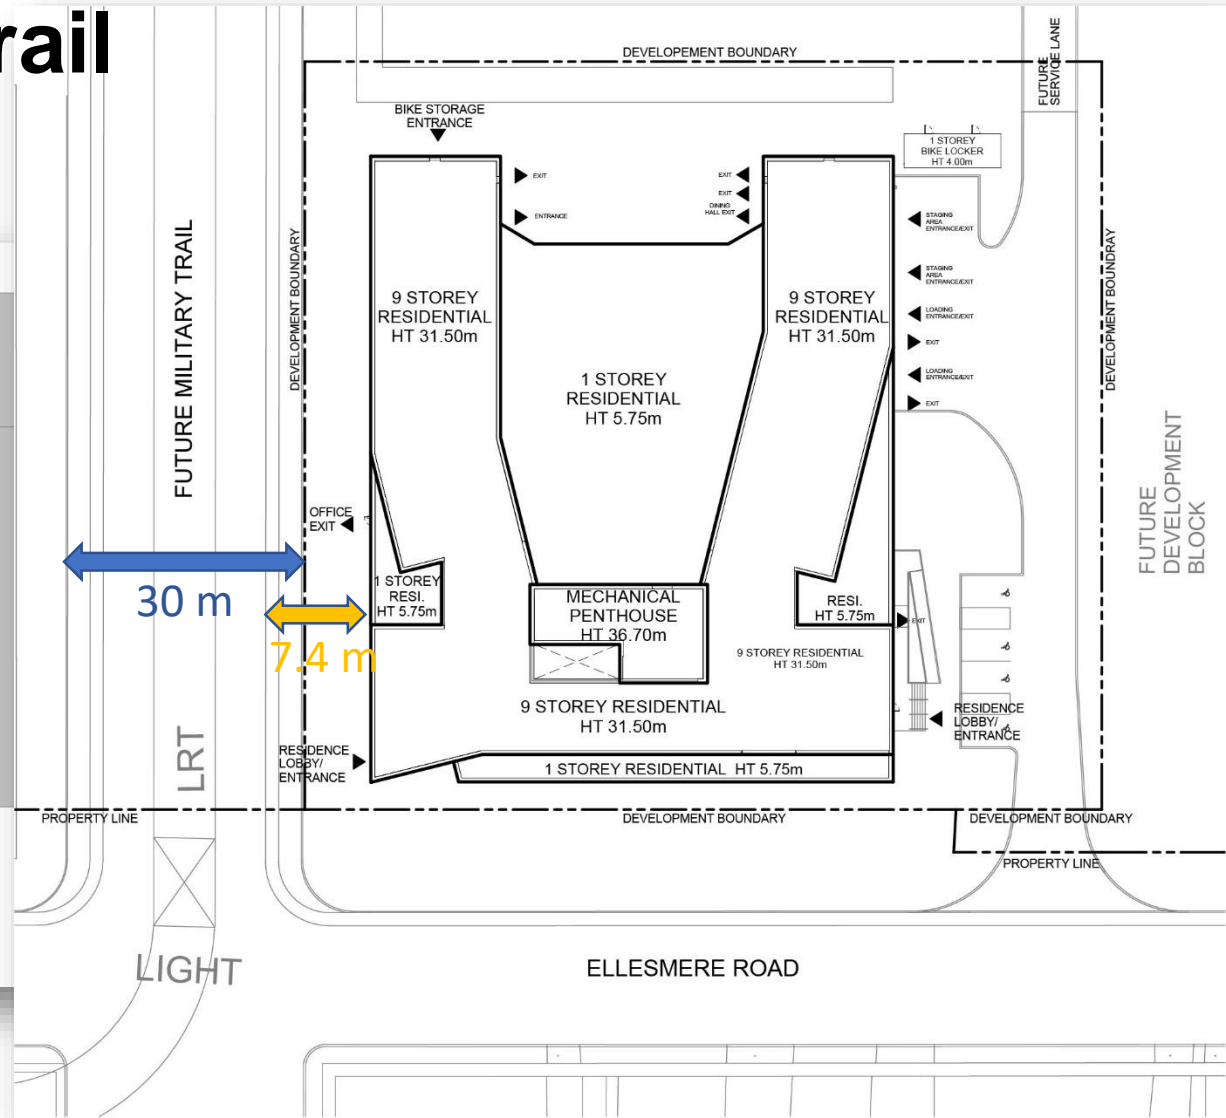 rail
DEVELOPEMENT BOUNDARY
FUTURE
SERVICE LANE
BIKE STORAGE
ENTRANCE
1 STOREY
BIKE LOCKER
HT 4.00m
EXIT
ENTRANCE
EXIT
EXIT
DINING
HALL EXIT
STAGING
AREA
ENTRANCE/EXIT
STAGING
AREA
ENTRANCE/EXIT
LOADING
ENTRANCE/EXIT
EXIT
LOADING
ENTRANCE/EXIT
EXIT
FUTURE MILITARY TRAIL
DEVELOPMENT BOUNDARY
9 STOREY
RESIDENTIAL
HT 31.50m
9 STOREY
RESIDENTIAL
HT 31.50m
1 STOREY
RESIDENTIAL
HT 5.75m
DEVELOPMENT BOUNDRAY
FUTURE
DEVELOPMENT
BLOCK
OFFICE
EXIT
30 m
7.4 m
1 STOREY
RESI.
HT 5.75m
MECHANICAL
PENTHOUSE
HT 36.70m
RESI.
HT 5.75m
EXIT
9 STOREY RESIDENTIAL
HT 31.50m
9 STOREY RESIDENTIAL
HT 31.50m
RESIDENCE
LOBBY/
ENTRANCE
RESIDENCE
LOBBY/
ENTRANCE
LRT
1 STOREY RESIDENTIAL HT 5.75m
PROPERTY LINE
DEVELOPMENT BOUNDARY
DEVELOPMENT BOUNDARY
PROPERTY LINE
LIGHT
ELLESMERE ROAD